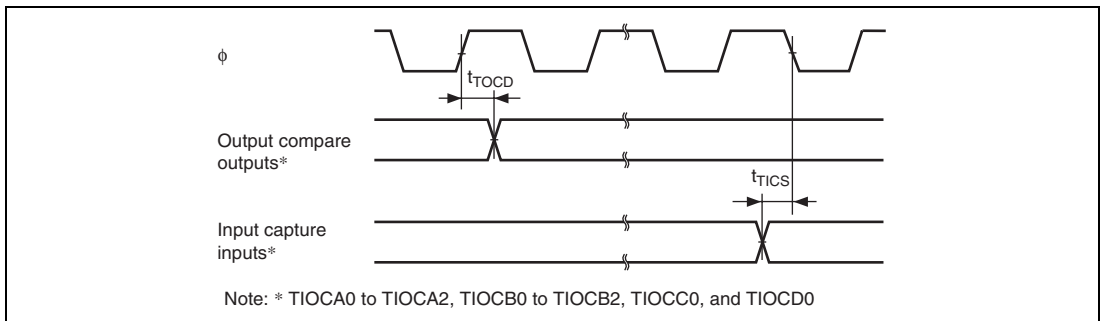 ϕ
tTOCD
Output compare
outputs*
tTICS
Input capture
inputs*
Note: * TIOCA0 to TIOCA2, TIOCB0 to TIOCB2, TIOCC0, and TIOCD0